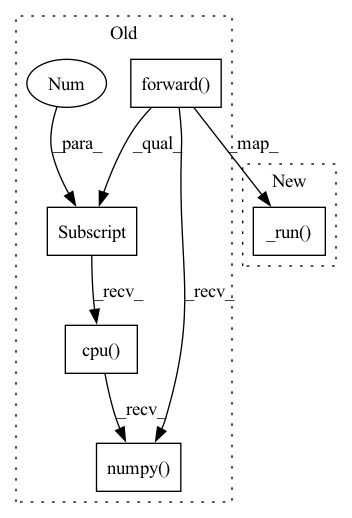 Old
Num
forward()
_para_
_qual_
_map_
New
Subscript
_run()
_recv_
_recv_
cpu()
_recv_
numpy()